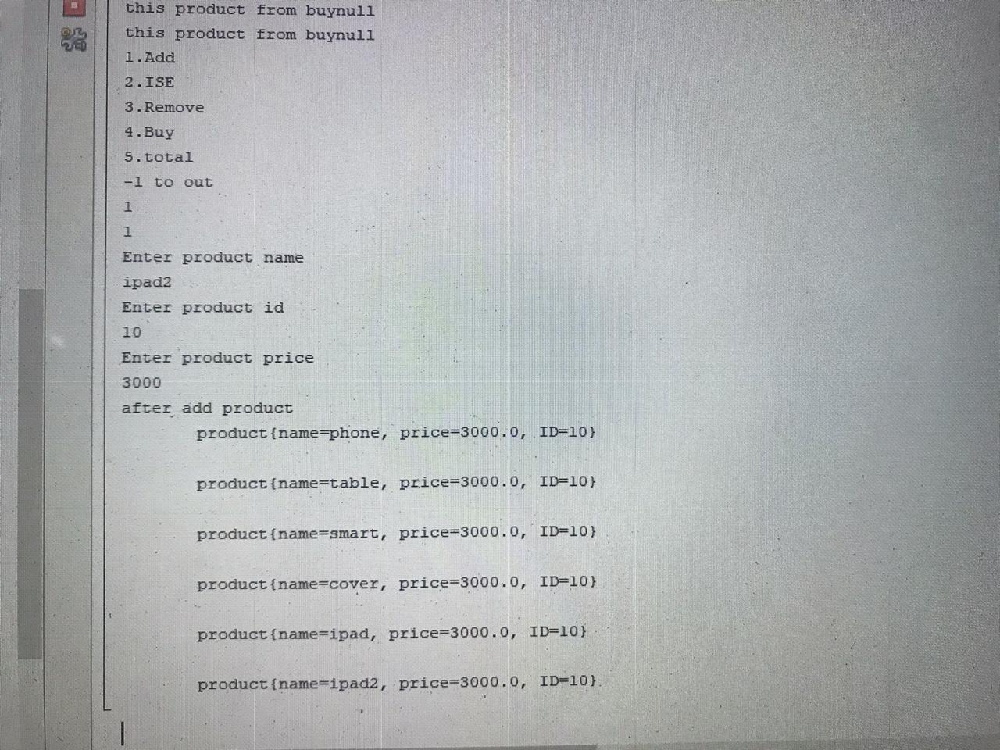 this product from buynull
this product from buynull
1.Add
2.ISE
3.Remove
4.Buy
5.total
-1 to out
1
1
Enter product name
ipad2
Enter product id
10
Enter product price
3000
after add product
product{name=phone, price=3000.0, ID=10}
product{name=table, price=3000.0, ID=10}
product{name=smart, price=3000.0, ID=10}
product{name=cover, price=3000.0, ID=10}
product{name=ipad, price=3000.0, ID=10}
product{name=ipad2, price=3000.0, ID=10}